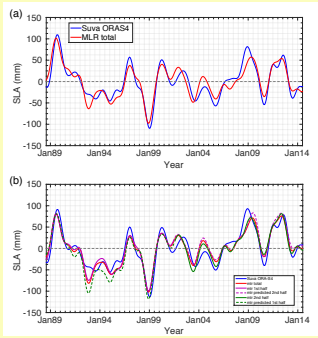 (a)
150
100
50
0
-50
-100
-150
SLA (mm)
Suva ORAS4
MLR total
Jan89 Jan94 Jan99 Jan04 Jan09 Jan14
Year
(b)
150
100
50
0
-50
-100
-150
SLA (mm)
Suva ORAS4
mlr total
mlr 1st half
mlr predicted 2nd half
mlr 2nd half
mlr predicted 1st half
Jan89 Jan94 Jan99 Jan04 Jan09 Jan14
Year